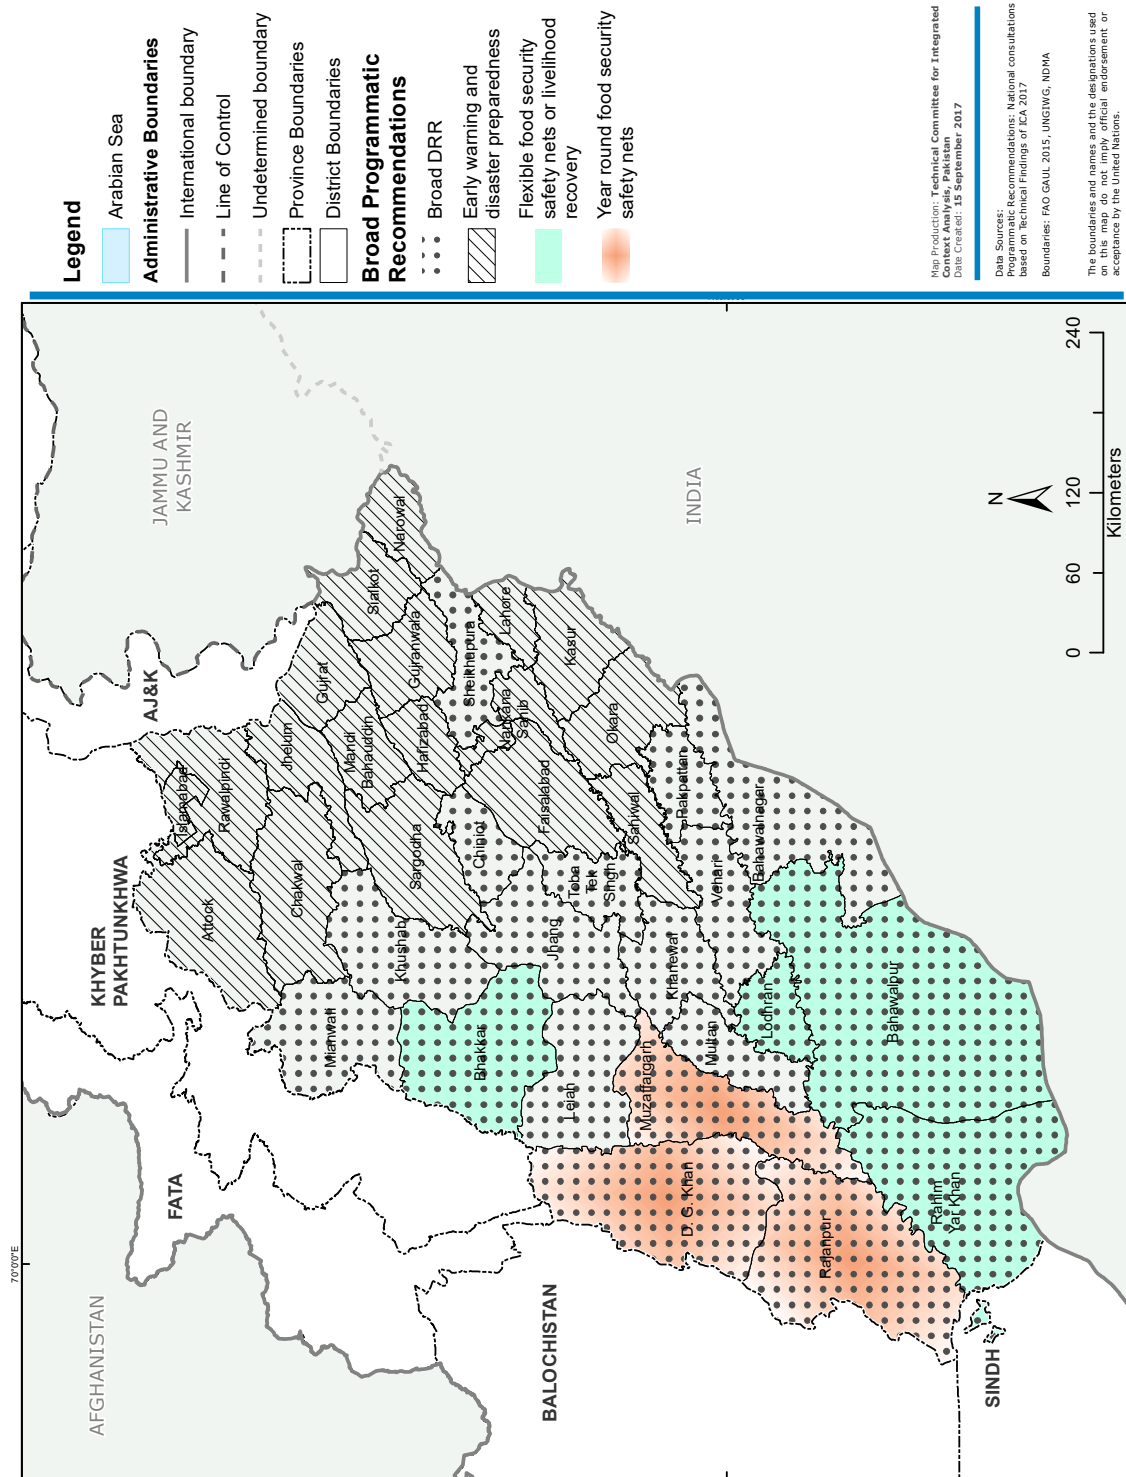 Legend
Arabian Sea
Administrative Boundaries
International boundary
Line of Control
Undetermined boundary
Province Boundaries
District Boundaries
Broad Programmatic
Recommendations
Broad DRR
Early warning and
disaster preparedness
Flexible food security
safety nets or livelihood
recovery
Year round food security
safety nets
Map Production: Technical Committee for Integrated
Context Analysis, Pakistan
Date Created: 15 September 2017
Data Sources:
Programmatic Recommendations: National consultations
based on Technical Findings of ICA 2017
Boundaries: FAO GAUL 2015, UNGIWG, NDMA
The boundaries and names and the designations used
on this map do not imply official endorsement or
acceptance by the United Nations.
70°0'0"E
AFGHANISTAN
FATA
KHYBER
PAKHTUNKHWA
AJ&K
JAMMU AND
KASHMIR
INDIA
BALOCHISTAN
SINDH
Islamabad
Attock
Rawalpindi
Chakwal
Jhelum
Gujrat
Mandi
Bahauddin
Sialkot
Narowal
Gujranwala
Hafizabad
Sargodha
Khushab
Mianwali
Bhakkar
Chiniot
Sheikhupura
Nankana
Sahib
Lahore
Kasur
Faisalabad
Okara
Jhang
Toba
Tek
Singh
Sahiwal
Pakpattan
Leiah
Khanewal
Vehari
Muzaffargarh
Multan
Lodhran
Bahawalnagar
Bahawalpur
D. G. Khan
Rajanpur
Rahim
Yar Khan
N
0
60
120
240
Kilometers